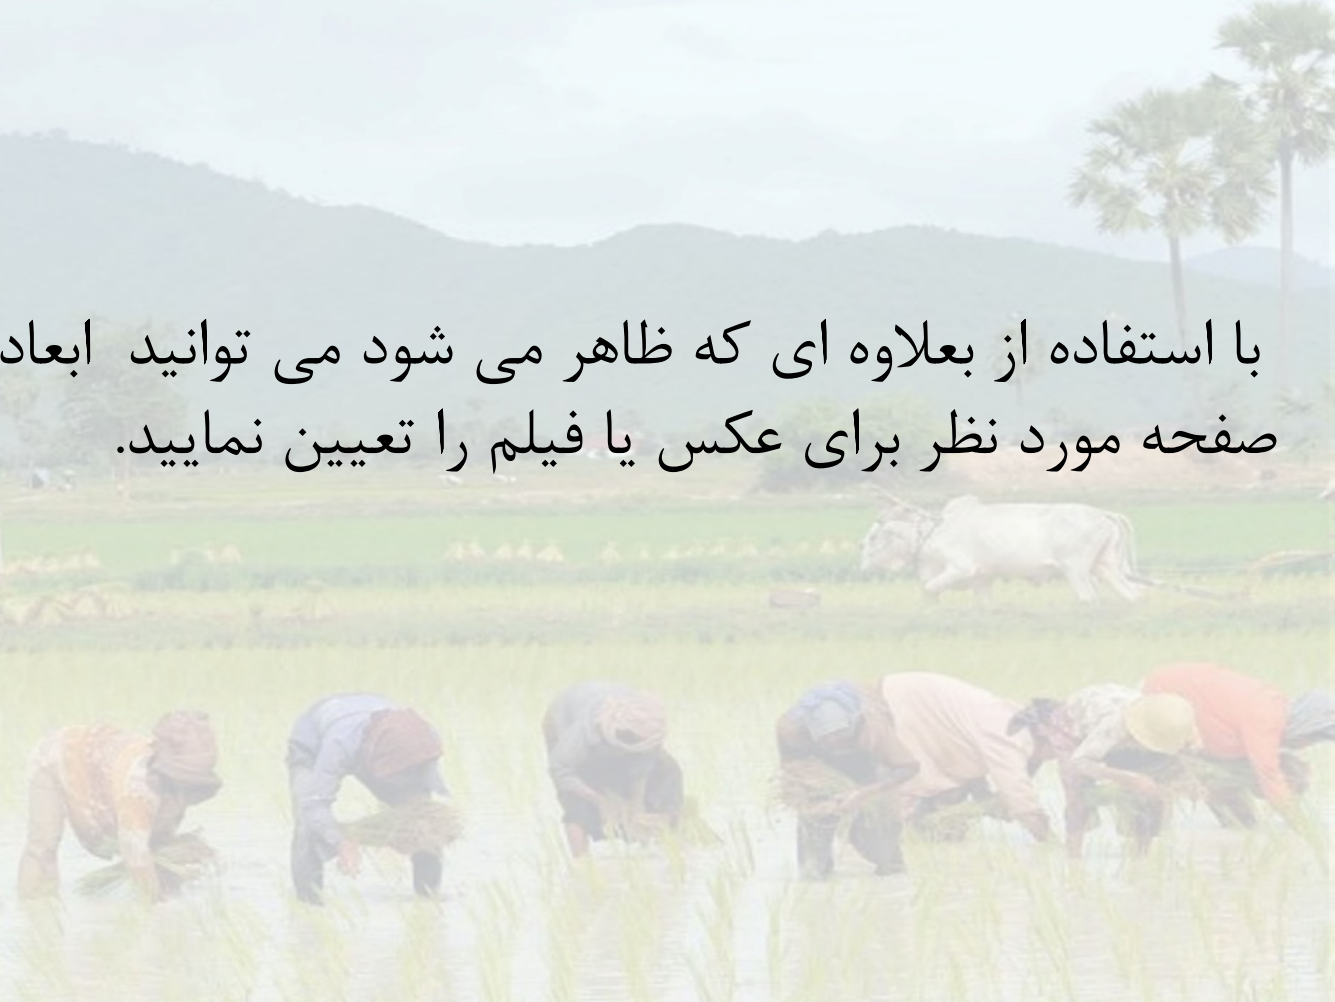 با استفاده از بعلاوه ای که ظاهر می شود می توانید ابعاد
صفحه مورد نظر برای عکس یا فیلم را تعیین نمایید.